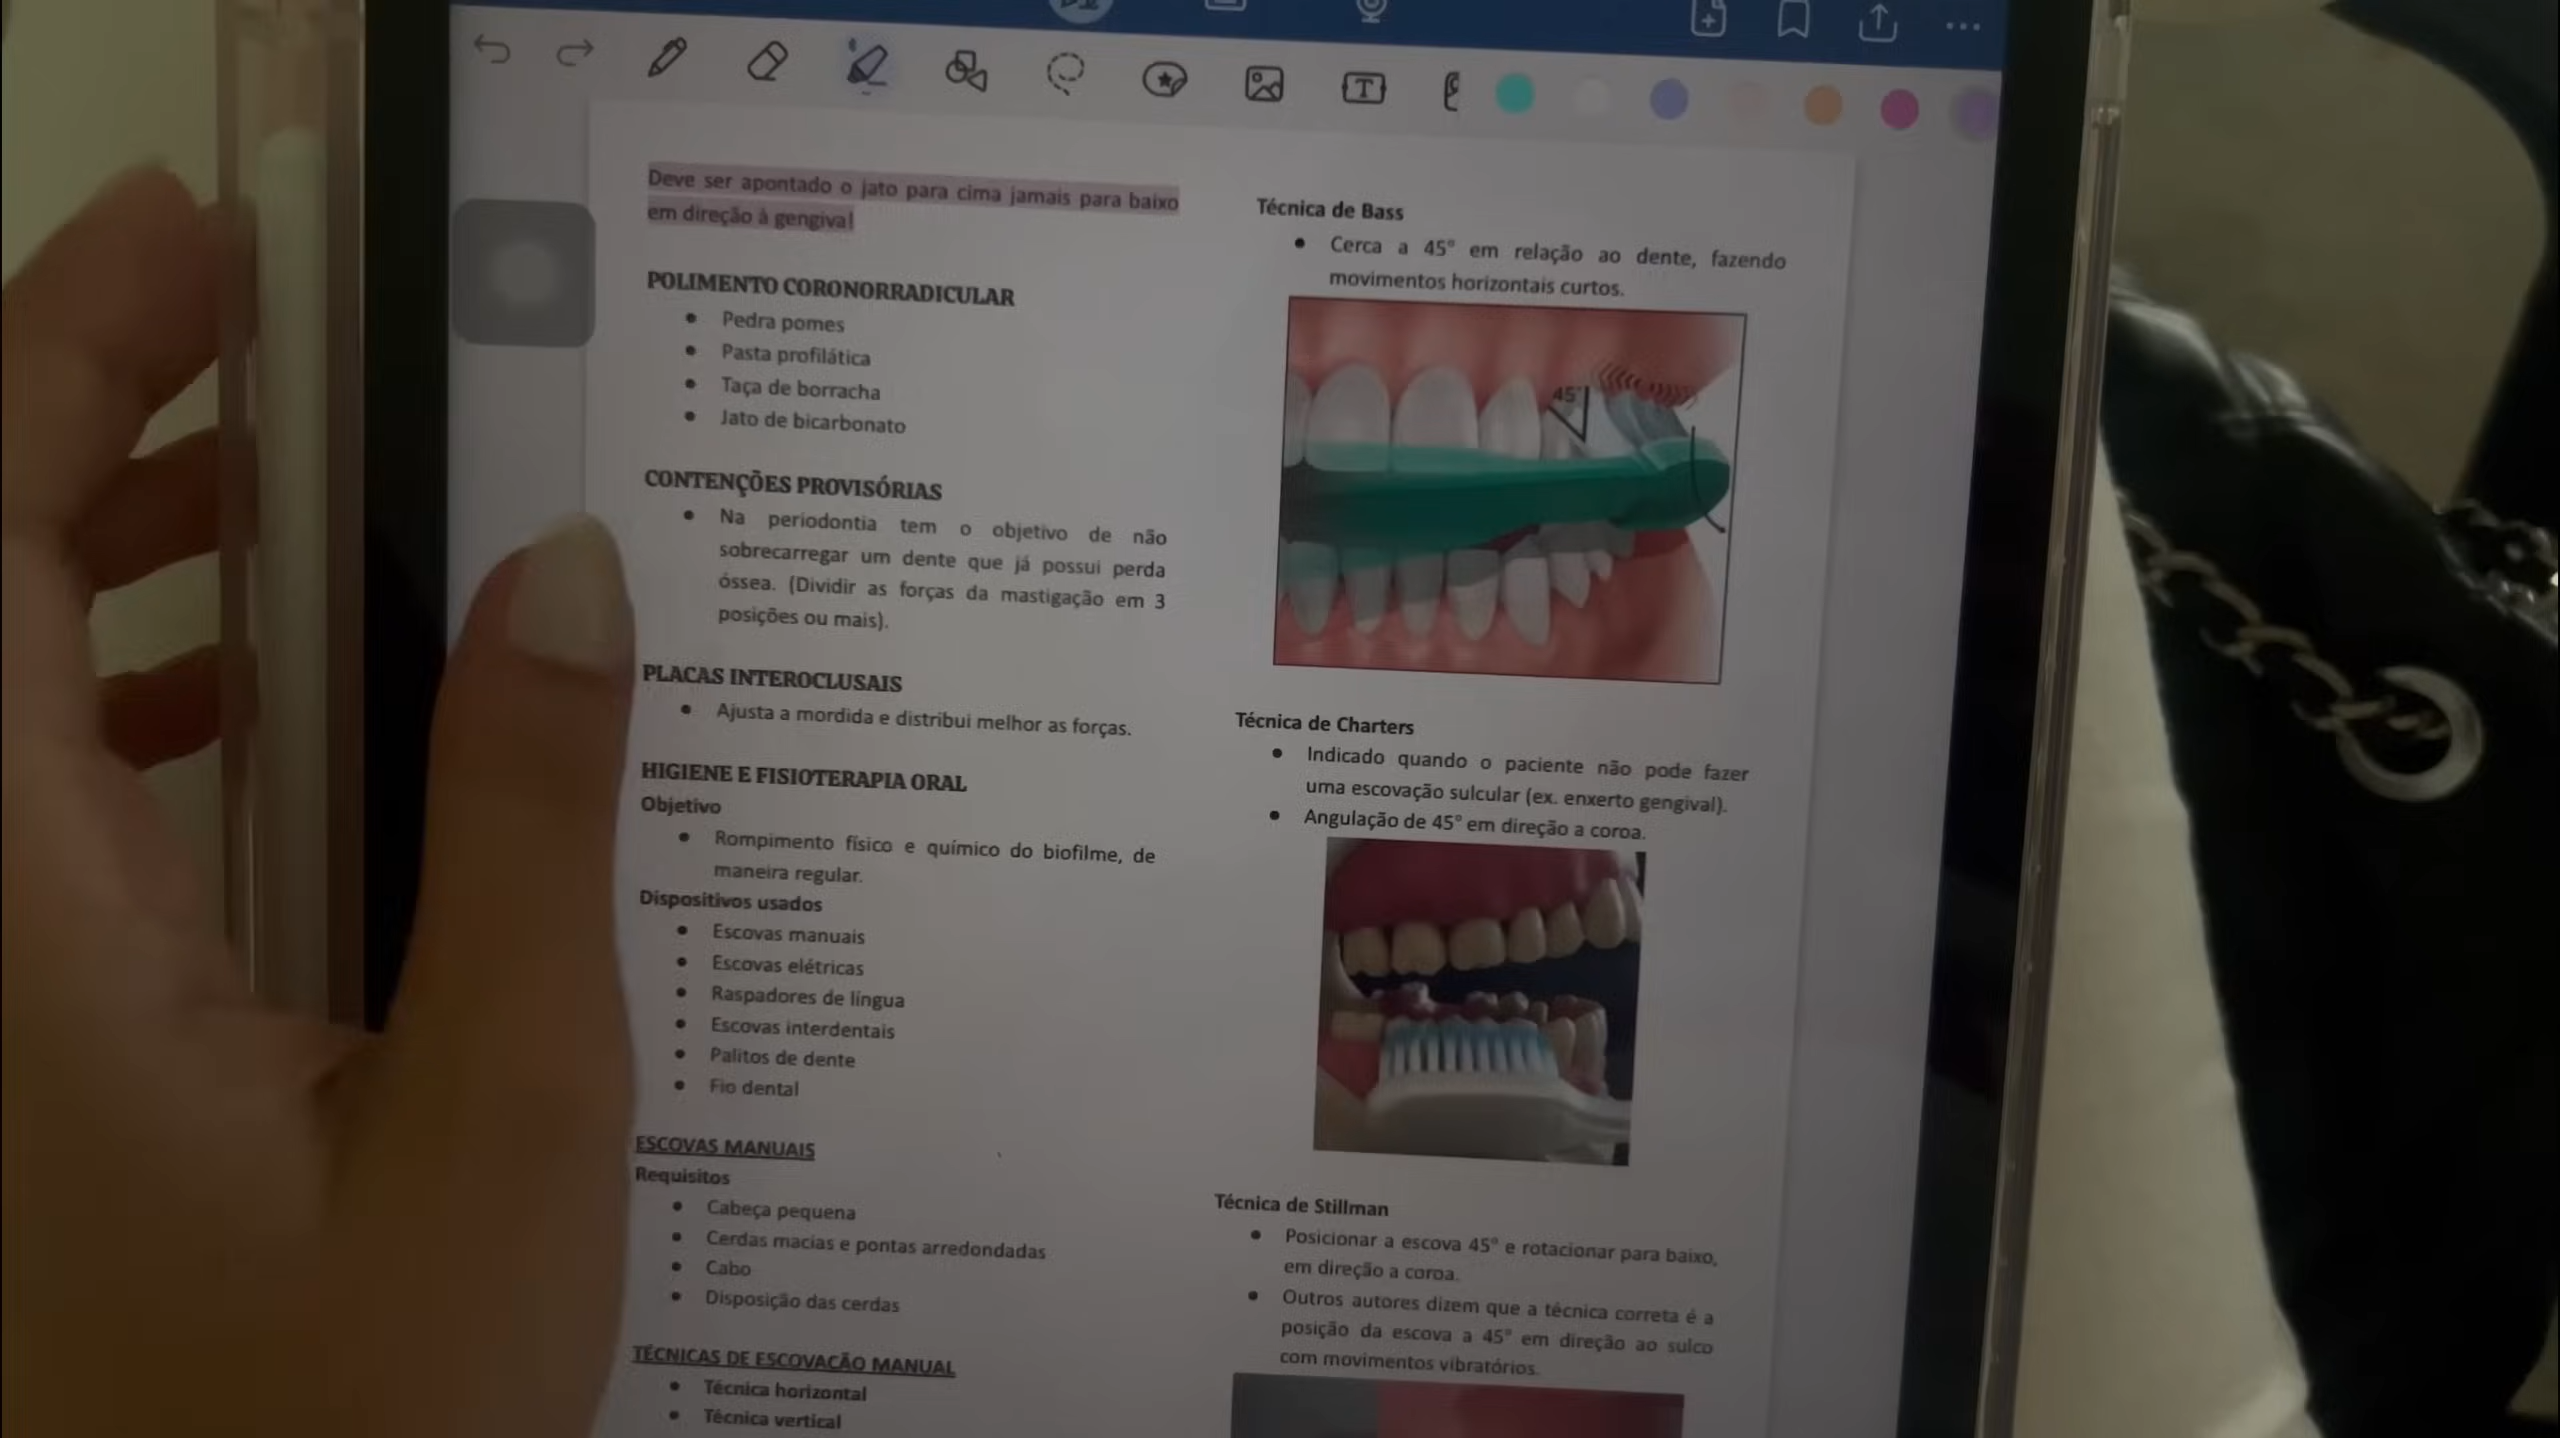 Deve ser apontado o jato para cima jamais para baixo
em direção à gengival
POLIMENTO CORONORRADICULAR
• Pedra pomes
• Pasta profilática
• Taça de borracha
• Jato de bicarbonato
CONTENÇÕES PROVISÓRIAS
• Na periodontia tem o objetivo de não
sobrecarregar um dente que já possui perda
óssea. (Dividir as forças da mastigação em 3
posições ou mais).
PLACAS INTEROCLUSAIS
• Ajusta a mordida e distribui melhor as forças.
HIGIENE E FISIOTERAPIA ORAL
Objetivo
• Rompimento físico e químico do biofilme, de
maneira regular.
Dispositivos usados
• Escovas manuais
• Escovas elétricas
• Raspadores de língua
• Escovas interdentais
• Palitos de dente
• Fio dental
ESCOVAS MANUAIS
Requisitos
• Cabeça pequena
• Cerdas macias e pontas arredondadas
• Cabo
• Disposição das cerdas
TÉCNICAS DE ESCOVAÇÃO MANUAL
• Técnica horizontal
• Técnica vertical
Técnica de Bass
• Cerca a 45° em relação ao dente, fazendo
movimentos horizontais curtos.
45°
Técnica de Charters
• Indicado quando o paciente não pode fazer
uma escovação sulcular (ex. enxerto gengival).
• Angulação de 45° em direção a coroa.
Técnica de Stillman
• Posicionar a escova 45° e rotacionar para baixo,
em direção a coroa.
• Outros autores dizem que a técnica correta é a
posição da escova a 45° em direção ao sulco
com movimentos vibratórios.